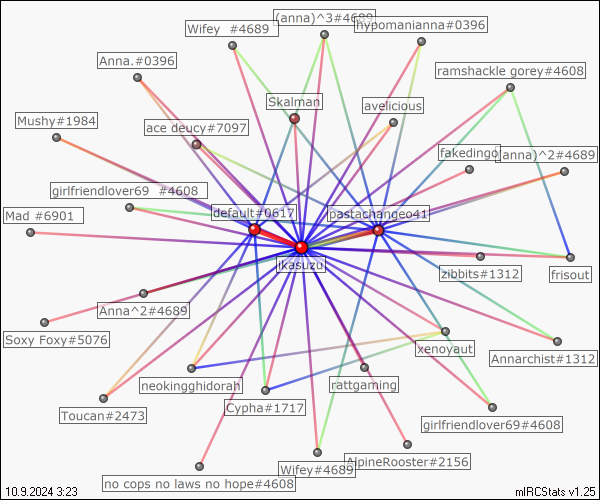 (anna)^3#4689
Wifey  #4689
hypomanianna#0396
Anna.#0396
ramshackle gorey#4608
Skalman
avelicious
Mushy#1984
ace deucy#7097
fakedingo
(anna)^2#4689
girlfriendlover69  #4608
Mad #6901
default#0617
pastachangeo41
ikasuzu
zibbits#1312
frisout
Anna^2#4689
Soxy Foxy#5076
xenoyaut
Annarchist#1312
neokingghidorah
rattgaming
Toucan#2473
Cypha#1717
girlfriendlover69#4608
AlpineRooster#2156
Wifey#4689
no cops no laws no hope#4608
10.9.2024 3:23
mIRCStats v1.25